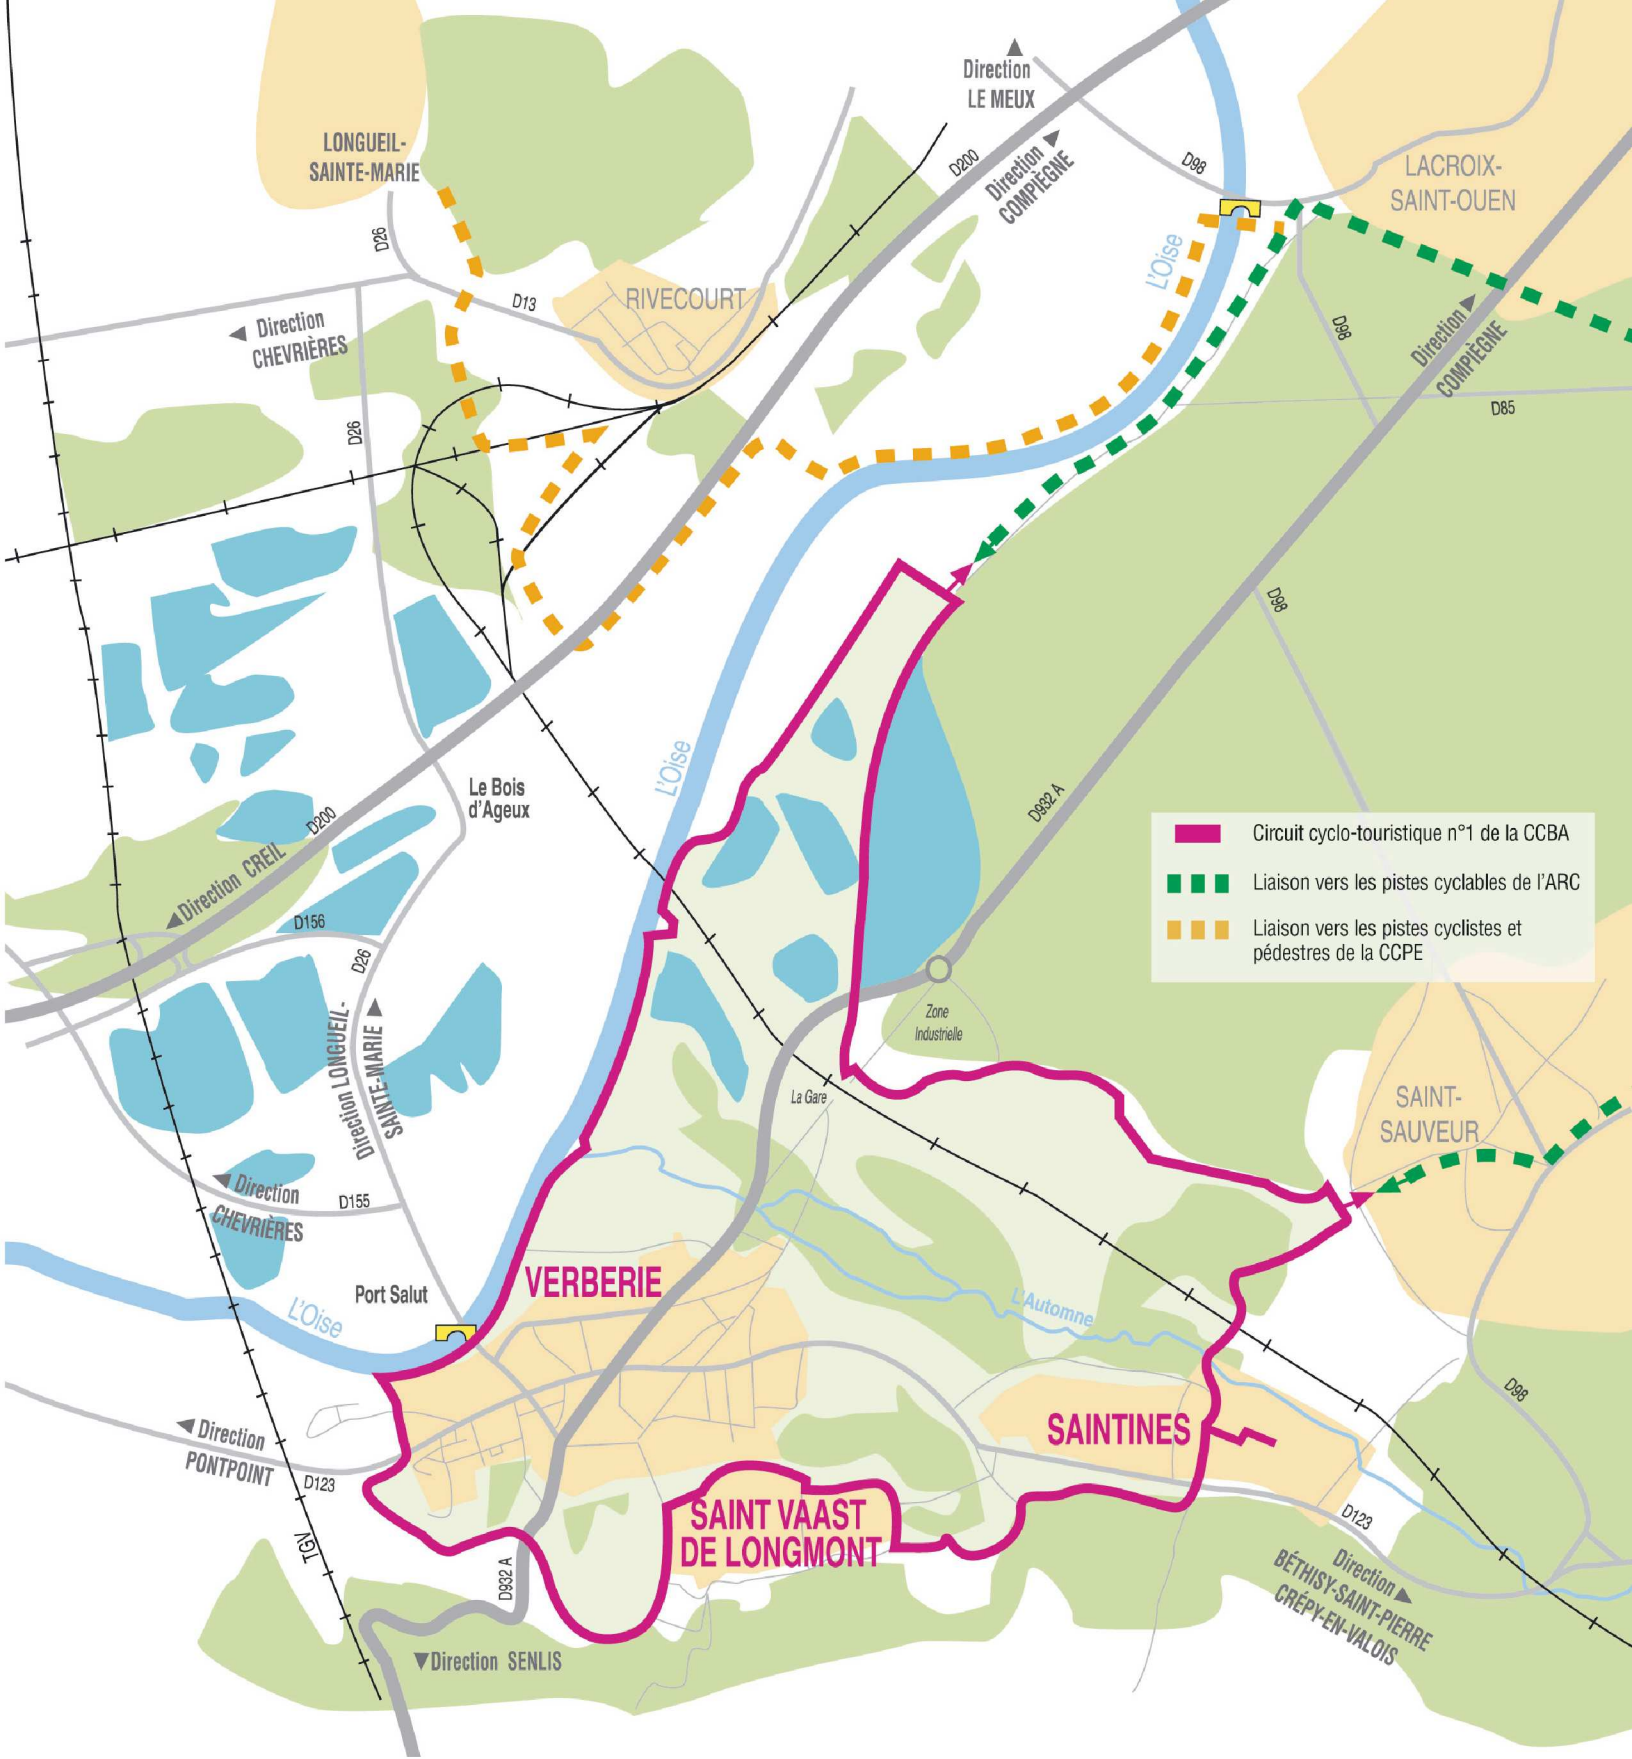 Direction
LE MEUX
LONGUEIL-
SAINTE-MARIE
D200
Direction
COMPIÈGNE
D98
LACROIX-
SAINT-OUEN
D26
L'Oise
D13
RIVECOURT
Direction
CHEVRIÈRES
D98
Direction
COMPIÈGNE
D85
D26
D98
L'Oise
Le Bois
d'Ageux
D200
D932 A
Circuit cyclo-touristique n°1 de la CCBA
Liaison vers les pistes cyclables de l'ARC
Liaison vers les pistes cyclistes et
pédestres de la CCPE
Direction CREIL
D156
D26
Direction LONGUEIL-
SAINTE-MARIE
Zone
Industrielle
La Gare
SAINT-
SAUVEUR
Direction
CHEVRIÈRES
D155
Port Salut
VERBERIE
L'Oise
L'Automne
D98
SAINTINES
Direction
PONTPOINT
D123
SAINT VAAST
DE LONGMONT
D123
TGV
D932 A
Direction
BÉTHISY-SAINT-PIERRE
CRÉPY-EN-VALOIS
Direction SENLIS